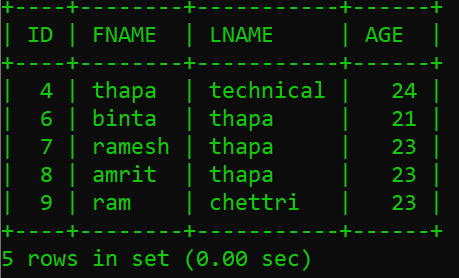 +----+--------+-----------+------+
| ID | FNAME  | LNAME     | AGE  |
+----+--------+-----------+------+
|  4 | thapa  | technical |   24 |
|  6 | binta  | thapa     |   21 |
|  7 | ramesh | thapa     |   23 |
|  8 | amrit  | thapa     |   23 |
|  9 | ram    | chettri   |   23 |
+----+--------+-----------+------+
5 rows in set (0.00 sec)